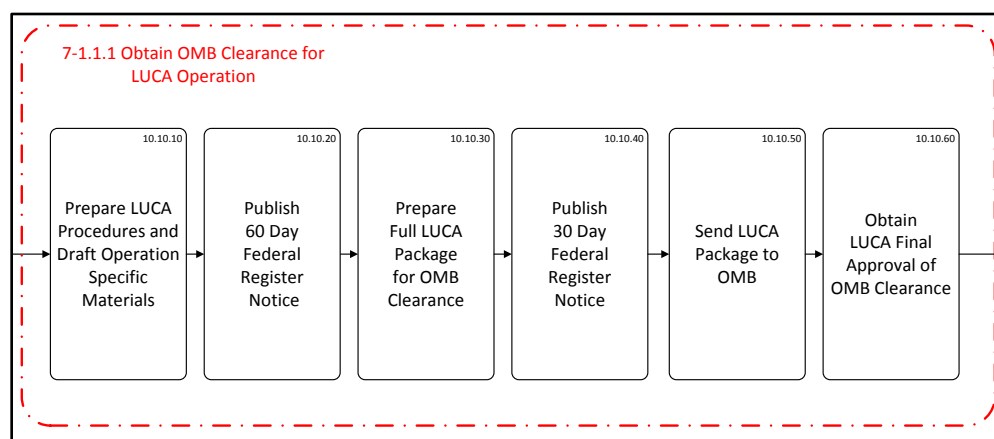 7-1.1.1 Obtain OMB Clearance for
LUCA Operation
10.10.10
Prepare LUCA
Procedures and
Draft Operation
Specific
Materials
10.10.20
Publish
60 Day
Federal
Register
Notice
10.10.30
Prepare
Full LUCA
Package
for OMB
Clearance
10.10.40
Publish
30 Day
Federal
Register
Notice
10.10.50
Send LUCA
Package to
OMB
10.10.60
Obtain
LUCA Final
Approval of
OMB Clearance